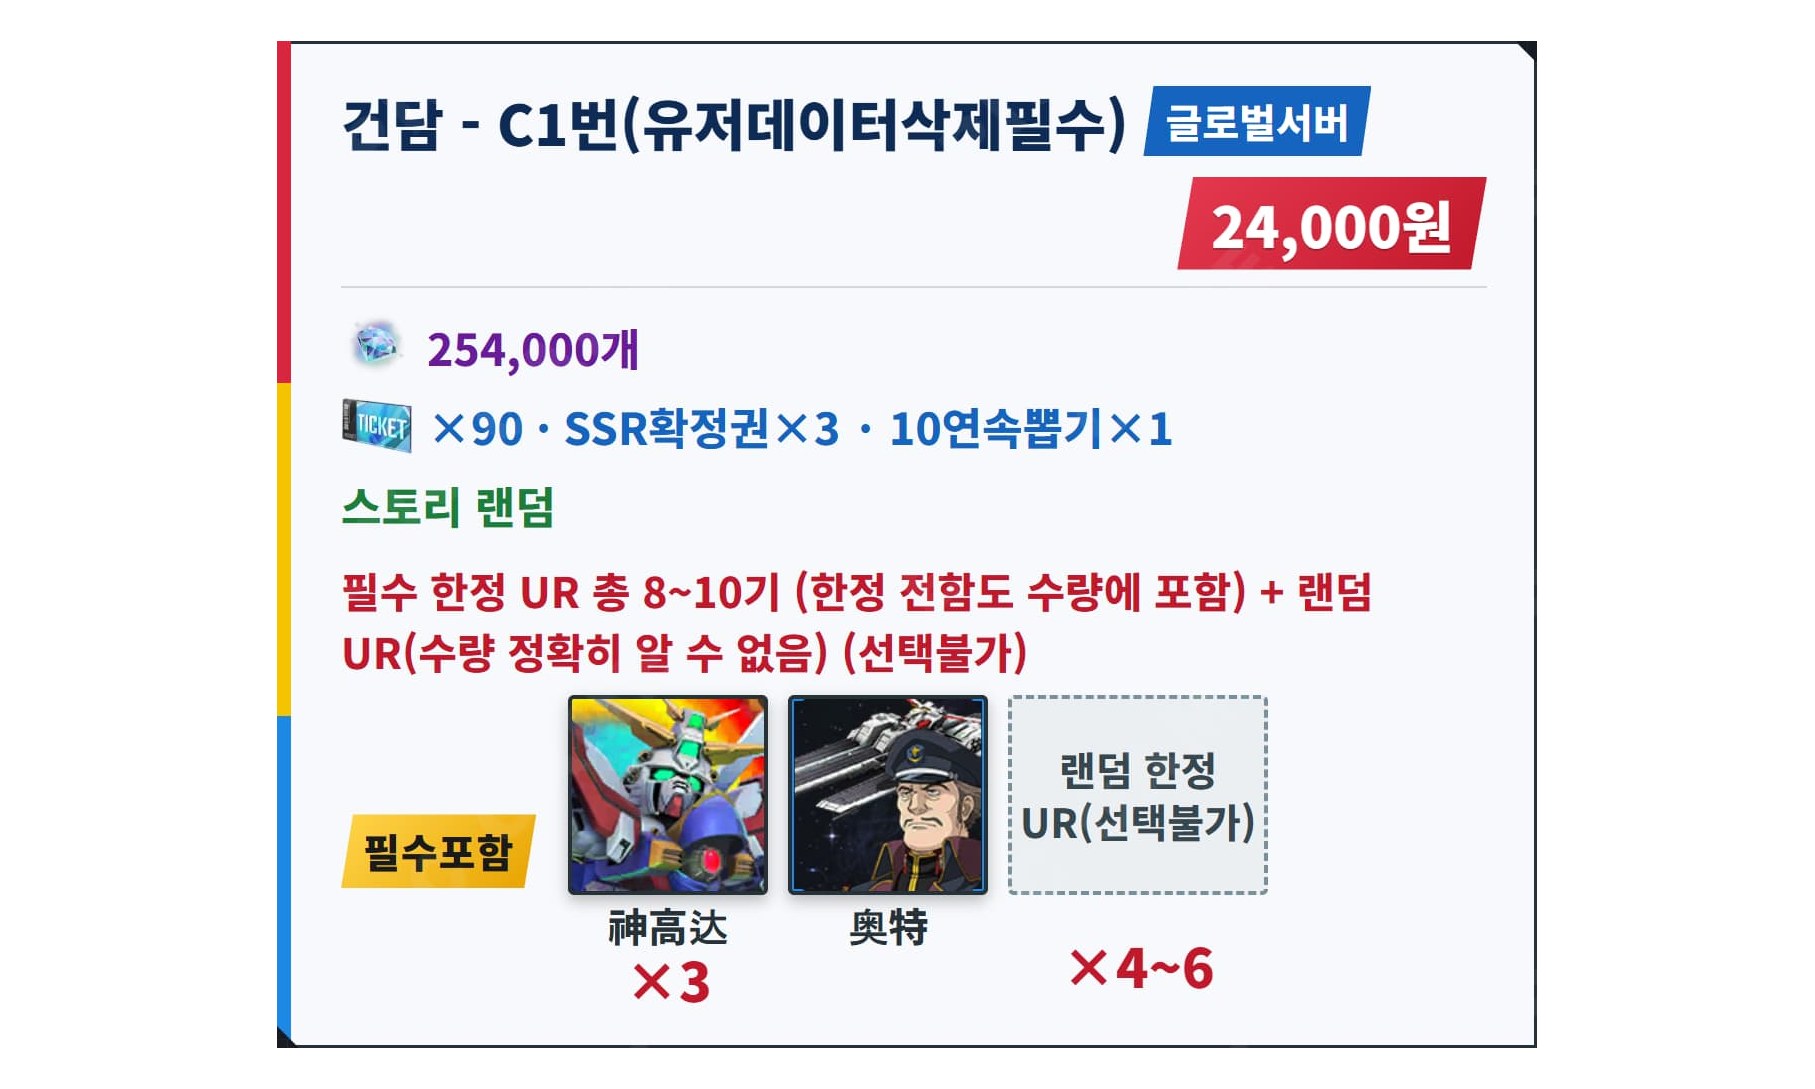 건담 - C1번(유저데이터삭제필수) 글로벌서버
24,000원
254,000개
TICKET ×90 · SSR확정권×3 · 10연속뽑기×1
스토리 랜덤
필수 한정 UR 총 8~10기 (한정 전함도 수량에 포함) + 랜덤
UR(수량 정확히 알 수 없음) (선택불가)
필수포함
神高达
×3
奥特
랜덤 한정
UR(선택불가)
×4~6